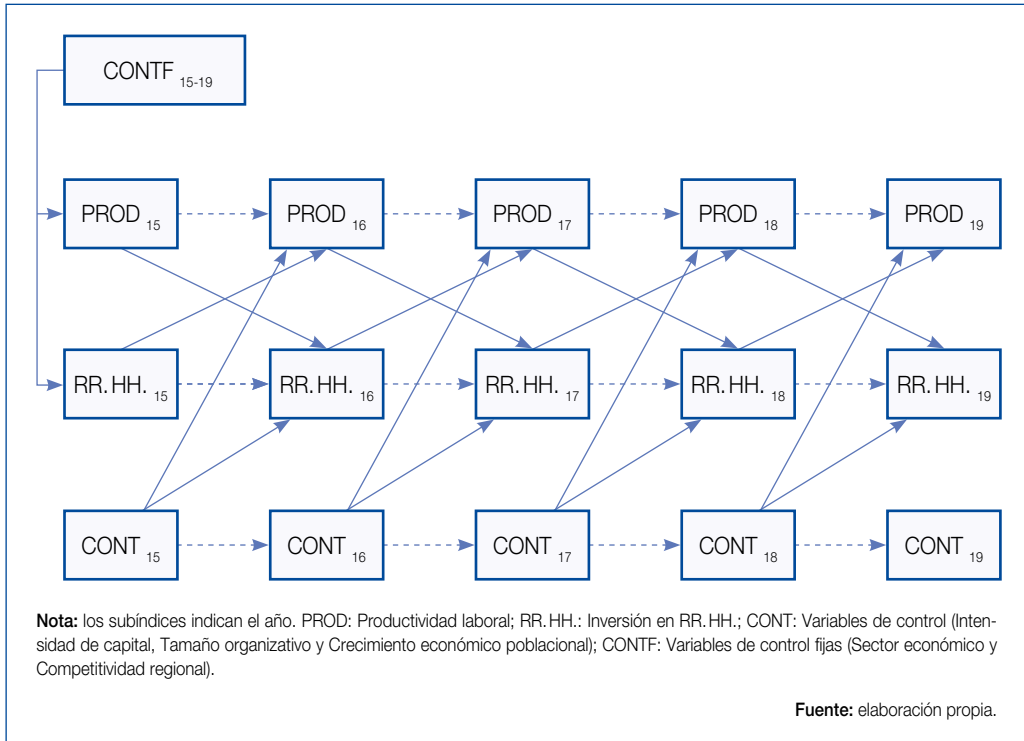 CONTF 15-19
PROD 15 PROD 16 PROD 17 PROD 18 PROD 19
RR. HH. 15 RR. HH. 16 RR. HH. 17 RR. HH. 18 RR. HH. 19
CONT 15 CONT 16 CONT 17 CONT 18 CONT 19
Nota: los subíndices indican el año. PROD: Productividad laboral; RR. HH.: Inversión en RR. HH.; CONT: Variables de control (Inten-
sidad de capital, Tamaño organizativo y Crecimiento económico poblacional); CONTF: Variables de control fijas (Sector económico y
Competitividad regional).
Fuente: elaboración propia.